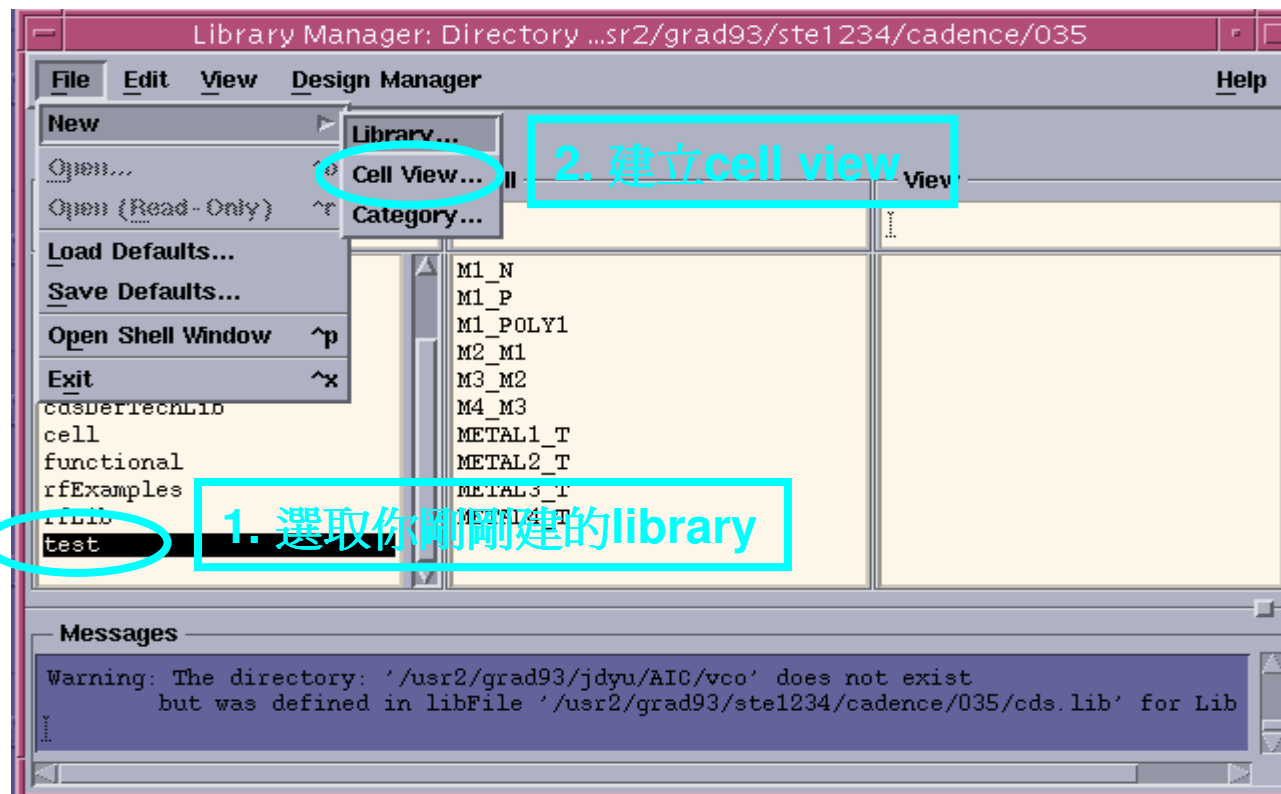 Library Manager: Directory ...sr2/grad93/ste1234/cadence/035
File Edit View Design Manager Help
New
Open... ^o
Open (Read-Only) ^r
Load Defaults...
Save Defaults...
Open Shell Window ^p
Exit ^x
Library...
Cell View...
Category...
2. 建立cell view
View
cdsDefTechLib
cell
functional
rfExamples
rfLib
test
1. 選取你剛剛建的library
M1_N
M1_P
M1_POLY1
M2_M1
M3_M2
M4_M3
METAL1_T
METAL2_T
METAL3_T
METAL4_T
Messages
Warning: The directory: '/usr2/grad93/jdyu/AIC/vco' does not exist
but was defined in libFile '/usr2/grad93/ste1234/cadence/035/cds.lib' for Lib